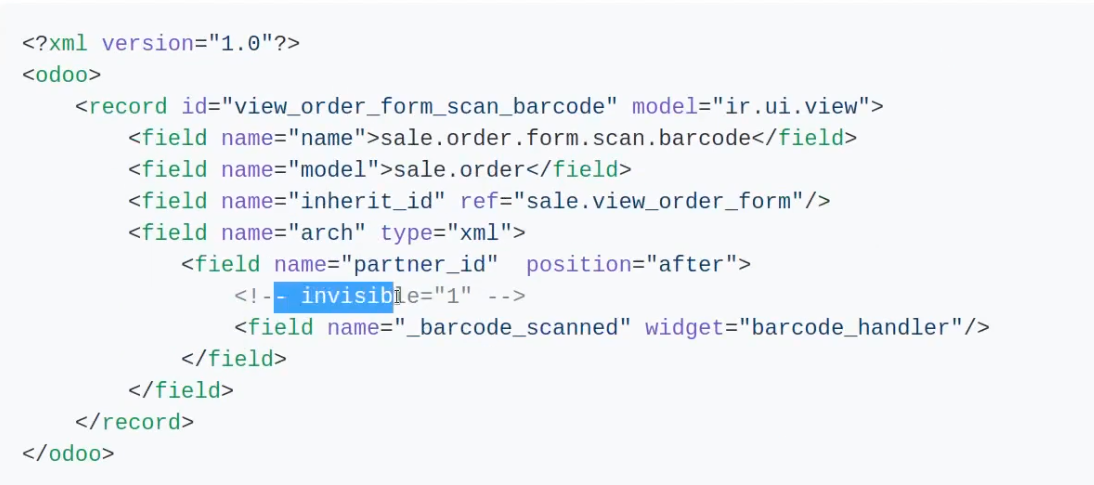 <?xml version="1.0"?>
<odoo>
    <record id="view_order_form_scan_barcode" model="ir.ui.view">
        <field name="name">sale.order.form.scan.barcode</field>
        <field name="model">sale.order</field>
        <field name="inherit_id" ref="sale.view_order_form"/>
        <field name="arch" type="xml">
            <field name="partner_id"  position="after">
                <!-- invisible="1" -->
                <field name="_barcode_scanned" widget="barcode_handler"/>
            </field>
        </field>
    </record>
</odoo>